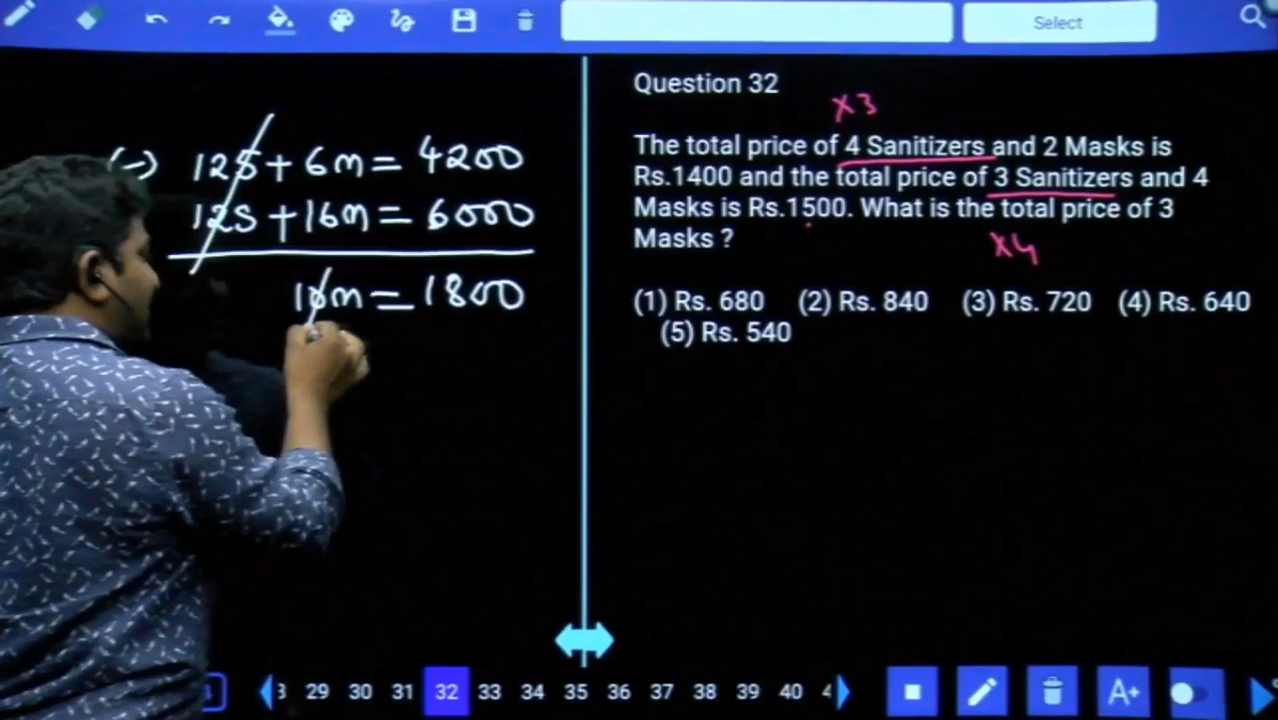 Select
Question 32
×3
The total price of 4 Sanitizers and 2 Masks is
Rs.1400 and the total price of 3 Sanitizers and 4
Masks is Rs.1500. What is the total price of 3
Masks ?
×4
(1) Rs. 680 (2) Rs. 840 (3) Rs. 720 (4) Rs. 640
(5) Rs. 540
(-) 12S + 6m = 4200
12S + 16m = 6000
10m = 1800
29 30 31 32 33 34 35 36 37 38 39 40
A+